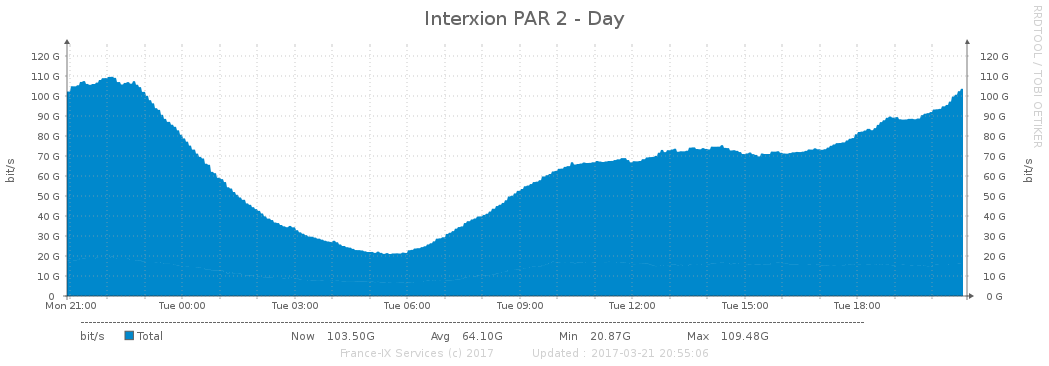 Interxion PAR 2 - Day
RRDTOOL / TOBI OETIKER
bit/s
120 G 120 G
110 G 110 G
100 G 100 G
90 G 90 G
80 G 80 G
70 G 70 G
60 G 60 G
50 G 50 G
40 G 40 G
30 G 30 G
20 G 20 G
10 G 10 G
0 0 G
bit/s
Mon 21:00 Tue 00:00 Tue 03:00 Tue 06:00 Tue 09:00 Tue 12:00 Tue 15:00 Tue 18:00
bit/s Total Now 103.50G Avg 64.10G Min 20.87G Max 109.48G
France-IX Services (c) 2017 Updated : 2017-03-21 20:55:06